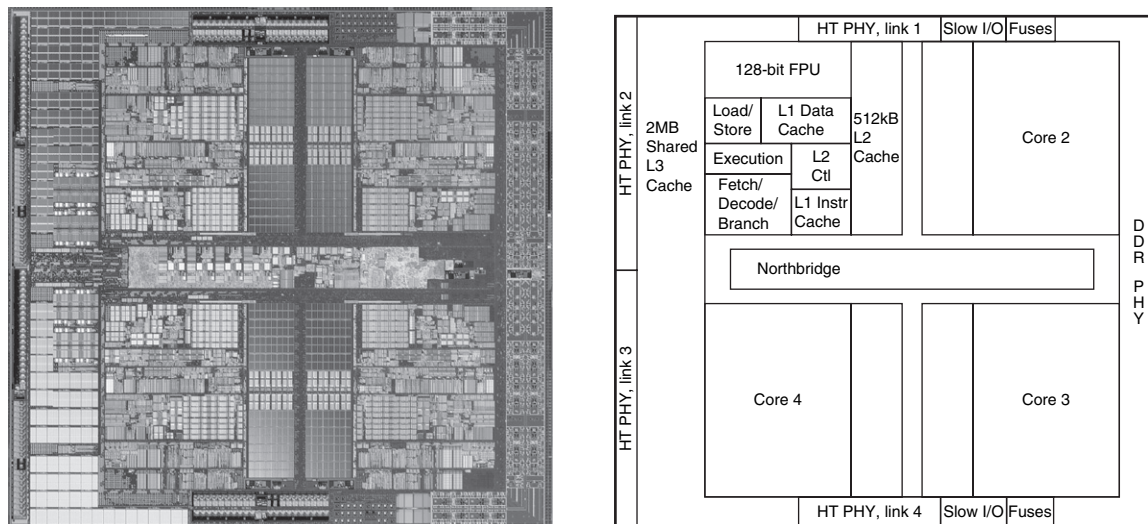 HT PHY, link 1
Slow I/O
Fuses
HT PHY, link 2
2MB
Shared
L3
Cache
128-bit FPU
Load/
Store
L1 Data
Cache
Execution
L2
Ctl
Fetch/
Decode/
Branch
L1 Instr
Cache
512kB
L2
Cache
Core 2
Northbridge
DDR PHY
HT PHY, link 3
Core 4
Core 3
HT PHY, link 4
Slow I/O
Fuses